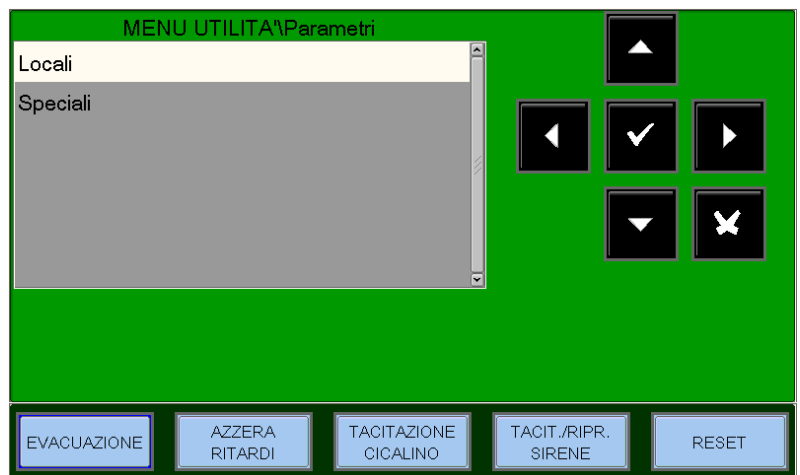 MENU UTILITA'\Parametri
Locali
Speciali
EVACUAZIONE
AZZERA
RITARDI
TACITAZIONE
CICALINO
TACIT./RIPR.
SIRENE
RESET